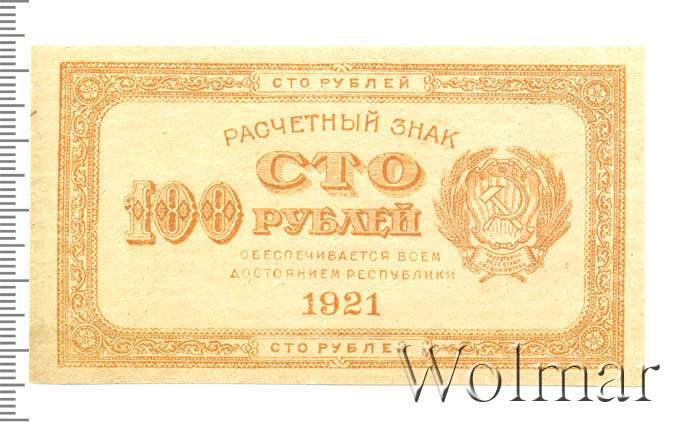 СТО РУБЛЕЙ
РАСЧЕТНЫЙ ЗНАК
СТО
100 РУБЛЕЙ
ОБЕСПЕЧИВАЕТСЯ ВСЕМ
ДОСТОЯНИЕМ РЕСПУБЛИКИ
1921
СТО РУБЛЕЙ
Wolmar